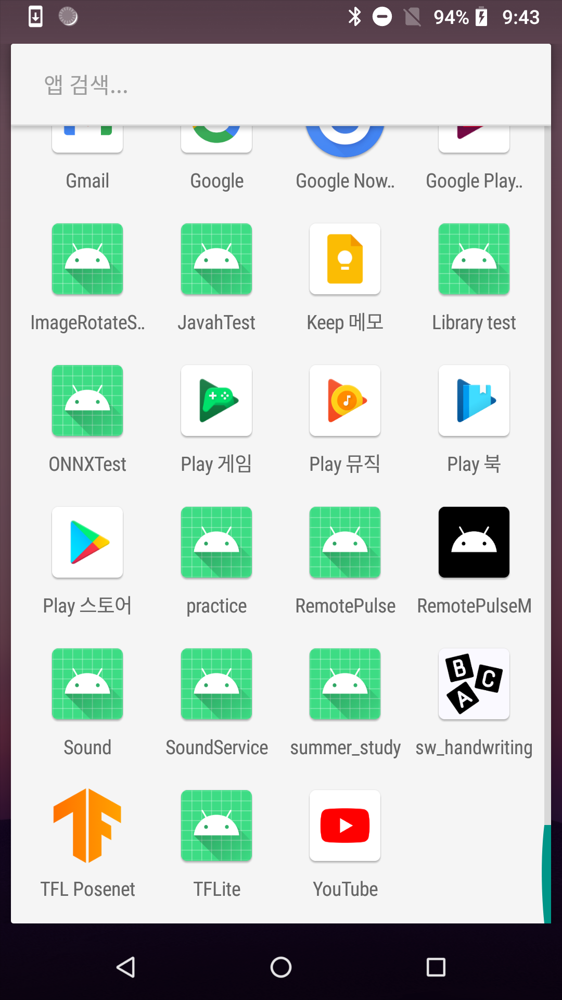 94% 9:43
앱 검색...
Gmail Google Google Now.. Google Play..
ImageRotateS.. JavahTest Keep 메모 Library test
ONNXTest Play 게임 Play 뮤직 Play 북
Play 스토어 practice RemotePulse RemotePulseM
B C A
Sound SoundService summer_study sw_handwriting
TFL Posenet TFLite YouTube